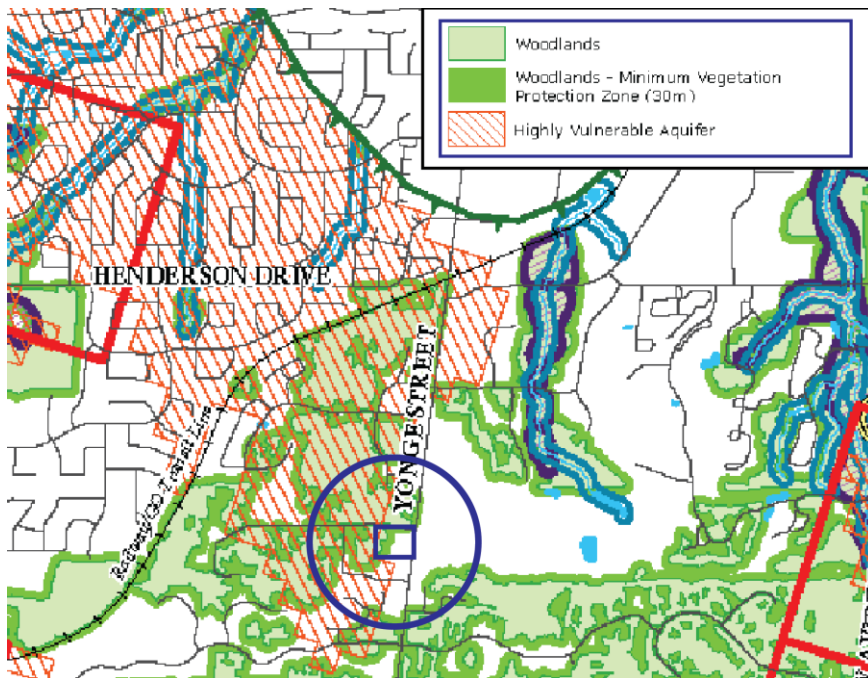 Woodlands
Woodlands - Minimum Vegetation
Protection Zone (30m)
Highly Vulnerable Aquifer
HENDERSON DRIVE
YONGE STREET
Railway/GO Transit Line